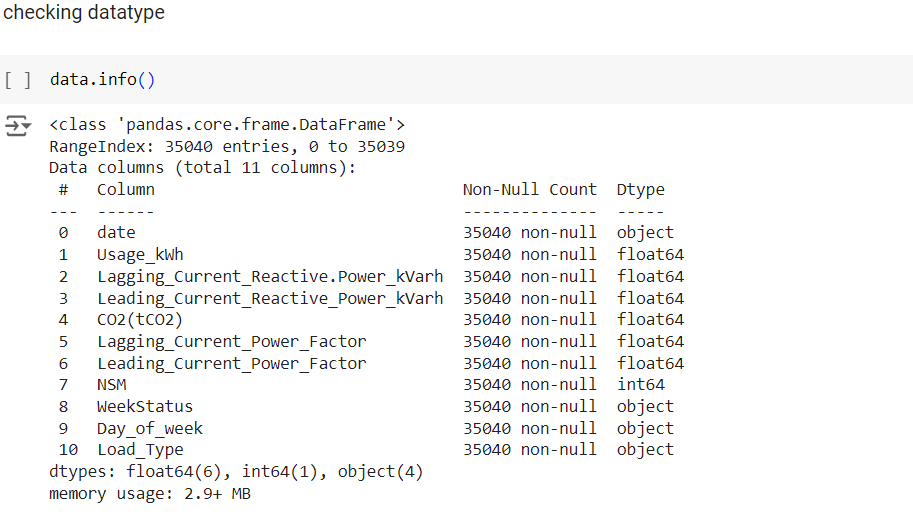 checking datatype
[ ] data.info()
<class 'pandas.core.frame.DataFrame'>
RangeIndex: 35040 entries, 0 to 35039
Data columns (total 11 columns):
 #   Column                                Non-Null Count  Dtype
---  ------                                --------------  -----
 0   date                                  35040 non-null  object
 1   Usage_kWh                             35040 non-null  float64
 2   Lagging_Current_Reactive.Power_kVarh  35040 non-null  float64
 3   Leading_Current_Reactive_Power_kVarh  35040 non-null  float64
 4   CO2(tCO2)                             35040 non-null  float64
 5   Lagging_Current_Power_Factor          35040 non-null  float64
 6   Leading_Current_Power_Factor          35040 non-null  float64
 7   NSM                                   35040 non-null  int64
 8   WeekStatus                            35040 non-null  object
 9   Day_of_week                           35040 non-null  object
 10  Load_Type                             35040 non-null  object
dtypes: float64(6), int64(1), object(4)
memory usage: 2.9+ MB